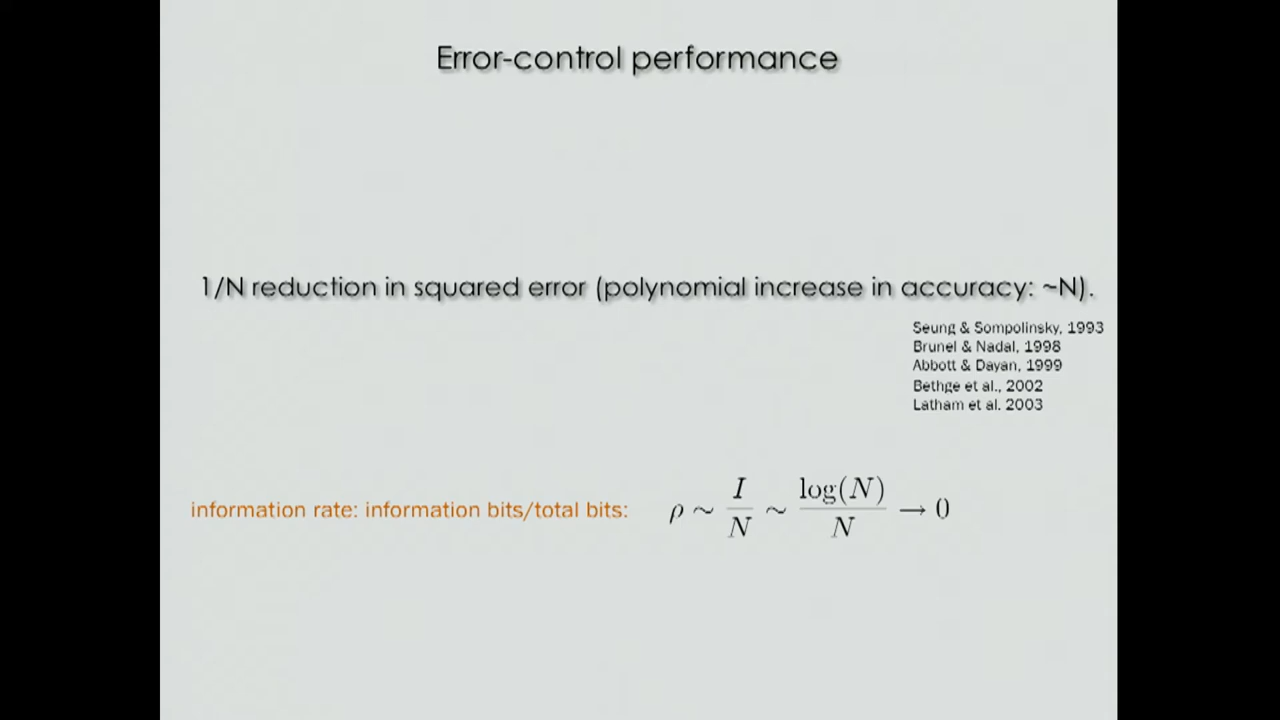 Error-control performance
1/N reduction in squared error (polynomial increase in accuracy: ~N).
Seung & Sompolinsky, 1993
Brunel & Nadal, 1998
Abbott & Dayan, 1999
Bethge et al., 2002
Latham et al. 2003
information rate: information bits/total bits: ρ ~ I/N ~ log(N)/N → 0